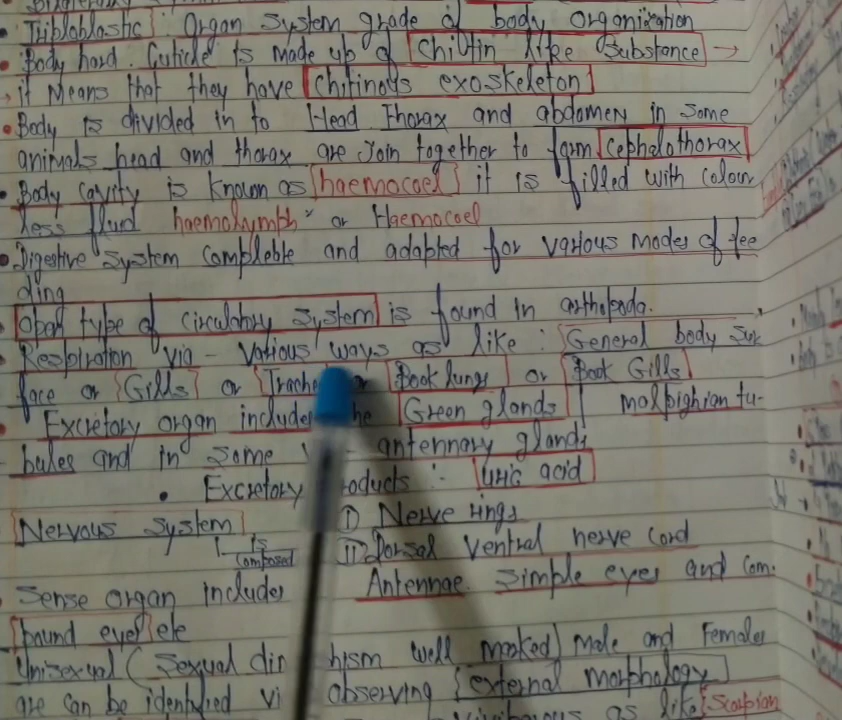 • Tribloblastic : Organ System grade of body organization
• Body hard. Cuticle is made up of chitin like substance →
→ it Means that they have chitinous exoskeleton
• Body is divided in to Head Thorax and abdomen in some
animals head and thorax are Join together to form cephalothorax
• Body Cavity is known as haemocoel it is filled with colour
less fluid haemolymph or Haemocoel
• Digestive System complete and adapted for various modes of fee
ding
• Open type of circulatory System is found in arthopoda.
• Respiration via - Various ways as like : General body sur
face or Gills or Trache Book lungs or Book Gills
• Excretory organ includes the Green glands malpighian tu-
bules and in some antennary glands
• Excretory products :- uric acid
Nervous System I) Nerve rings
is composed II) Dorsal Ventral nerve cord
Sense organ includes Antennae. Simple eyes and com.
pound eyes etc
Unisexual ( Sexual dim hism well marked) Male and Females
are can be identified vi observing external morphology
as like Scorpion